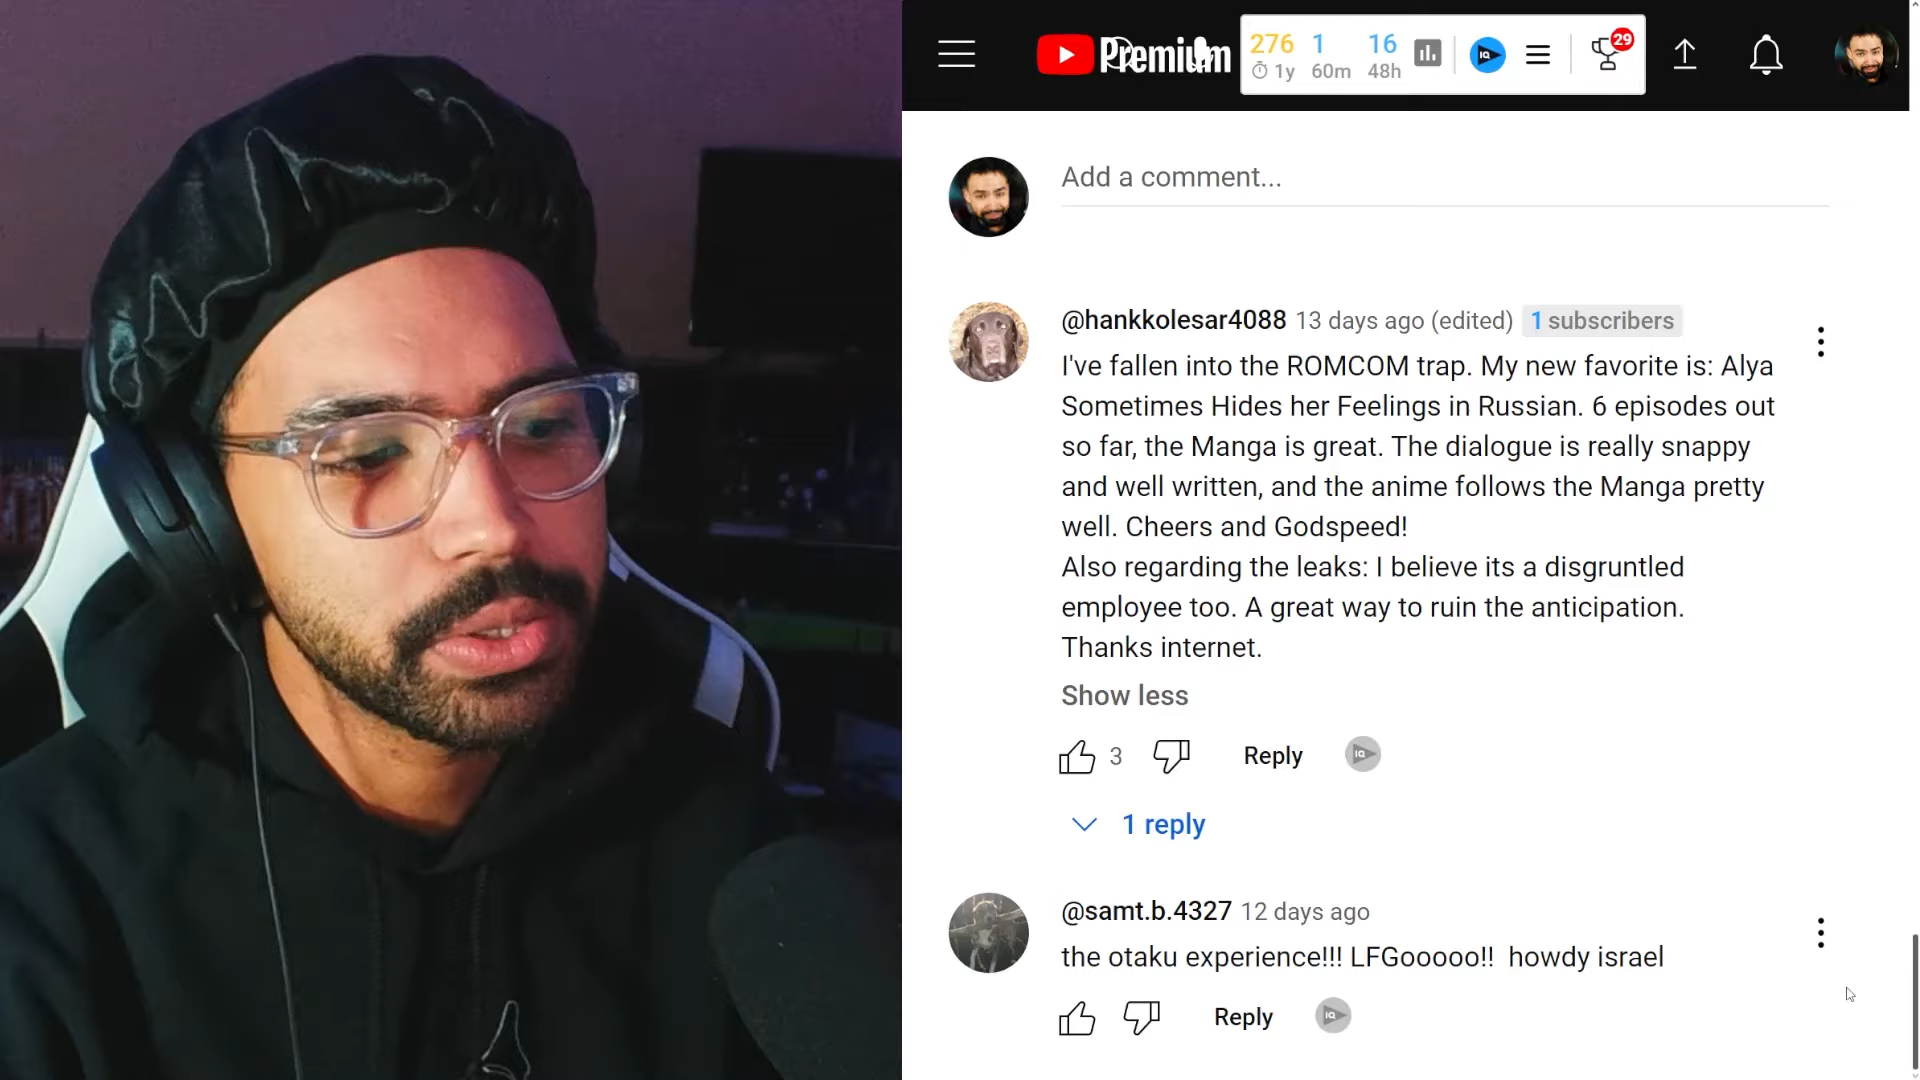 Premium
276 1 16
1y 60m 48h
IQ
29
Add a comment...
@hankkolesar4088 13 days ago (edited) 1 subscribers
I've fallen into the ROMCOM trap. My new favorite is: Alya
Sometimes Hides her Feelings in Russian. 6 episodes out
so far, the Manga is great. The dialogue is really snappy
and well written, and the anime follows the Manga pretty
well. Cheers and Godspeed!
Also regarding the leaks: I believe its a disgruntled
employee too. A great way to ruin the anticipation.
Thanks internet.
Show less
3 Reply IQ
1 reply
@samt.b.4327 12 days ago
the otaku experience!!! LFGooooo!! howdy israel
Reply IQ